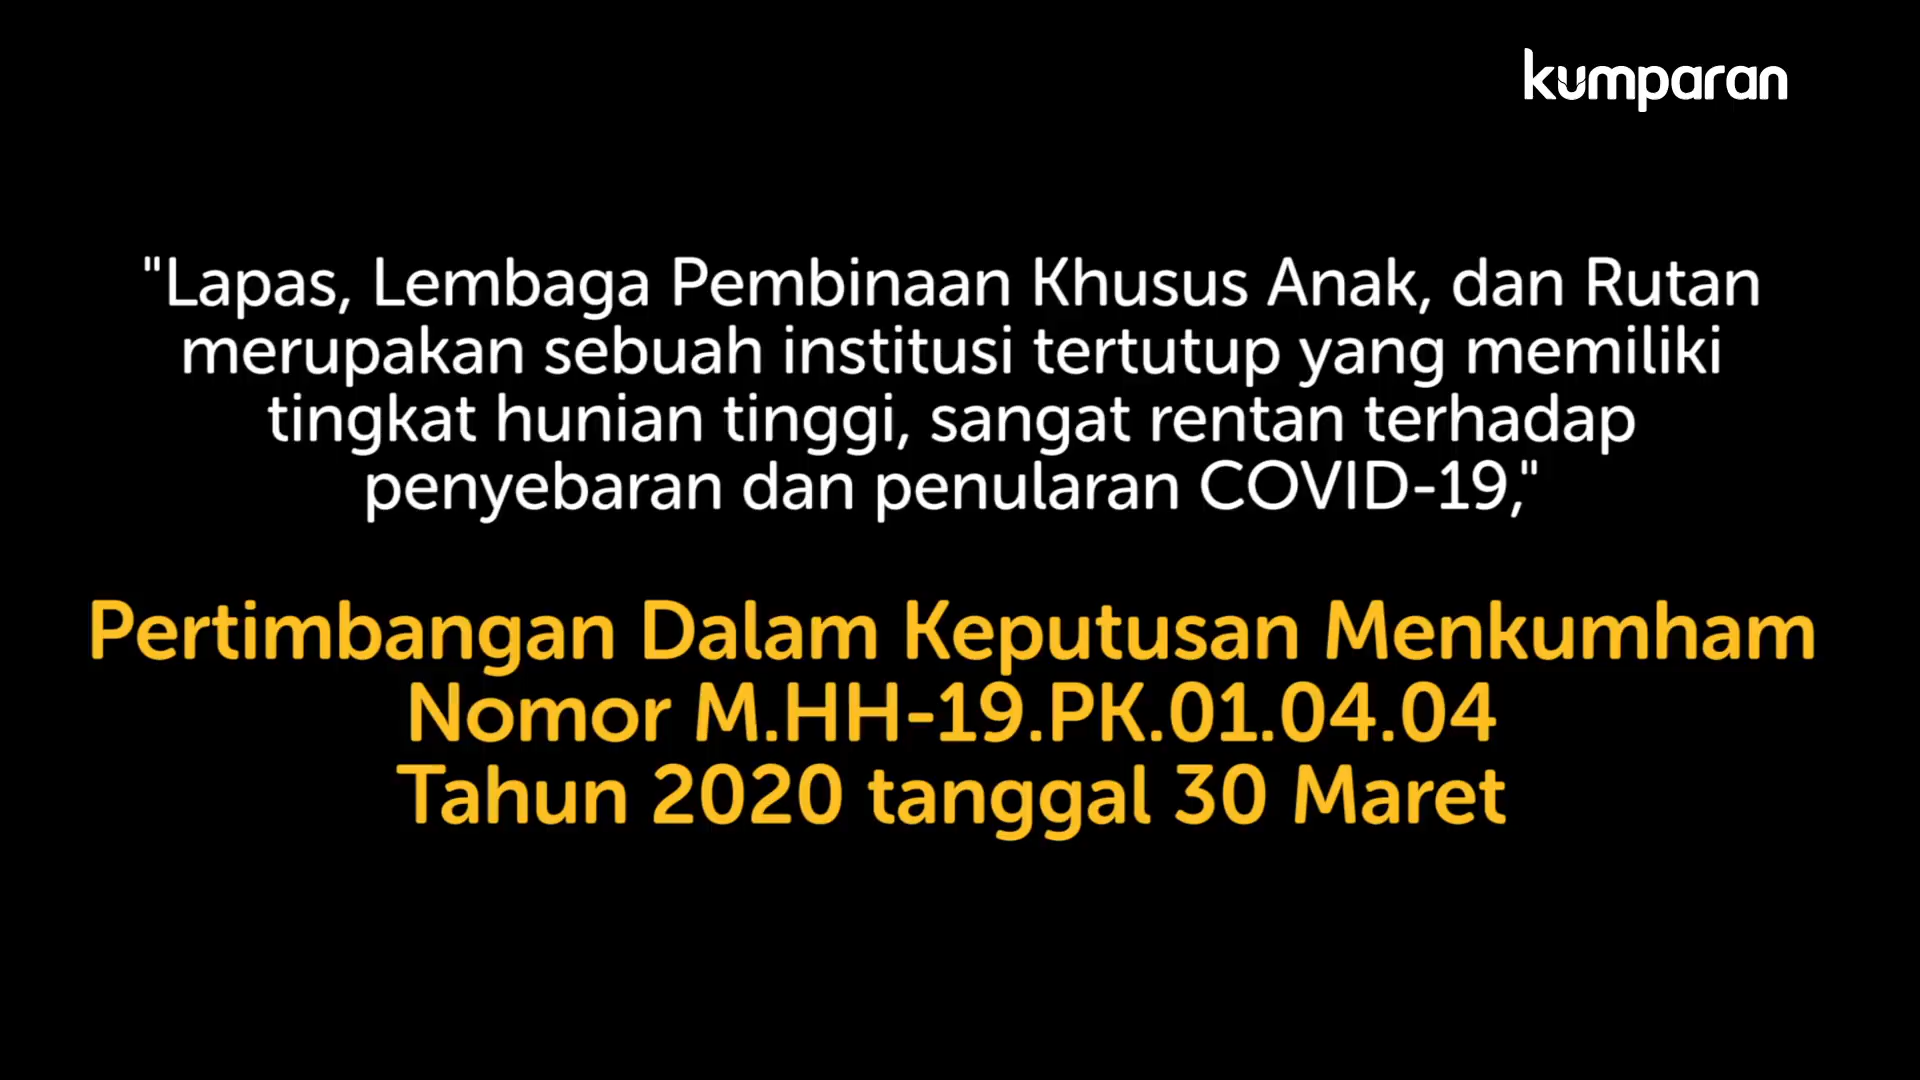 kumparan
"Lapas, Lembaga Pembinaan Khusus Anak, dan Rutan
merupakan sebuah institusi tertutup yang memiliki
tingkat hunian tinggi, sangat rentan terhadap
penyebaran dan penularan COVID-19,"
Pertimbangan Dalam Keputusan Menkumham
Nomor M.HH-19.PK.01.04.04
Tahun 2020 tanggal 30 Maret